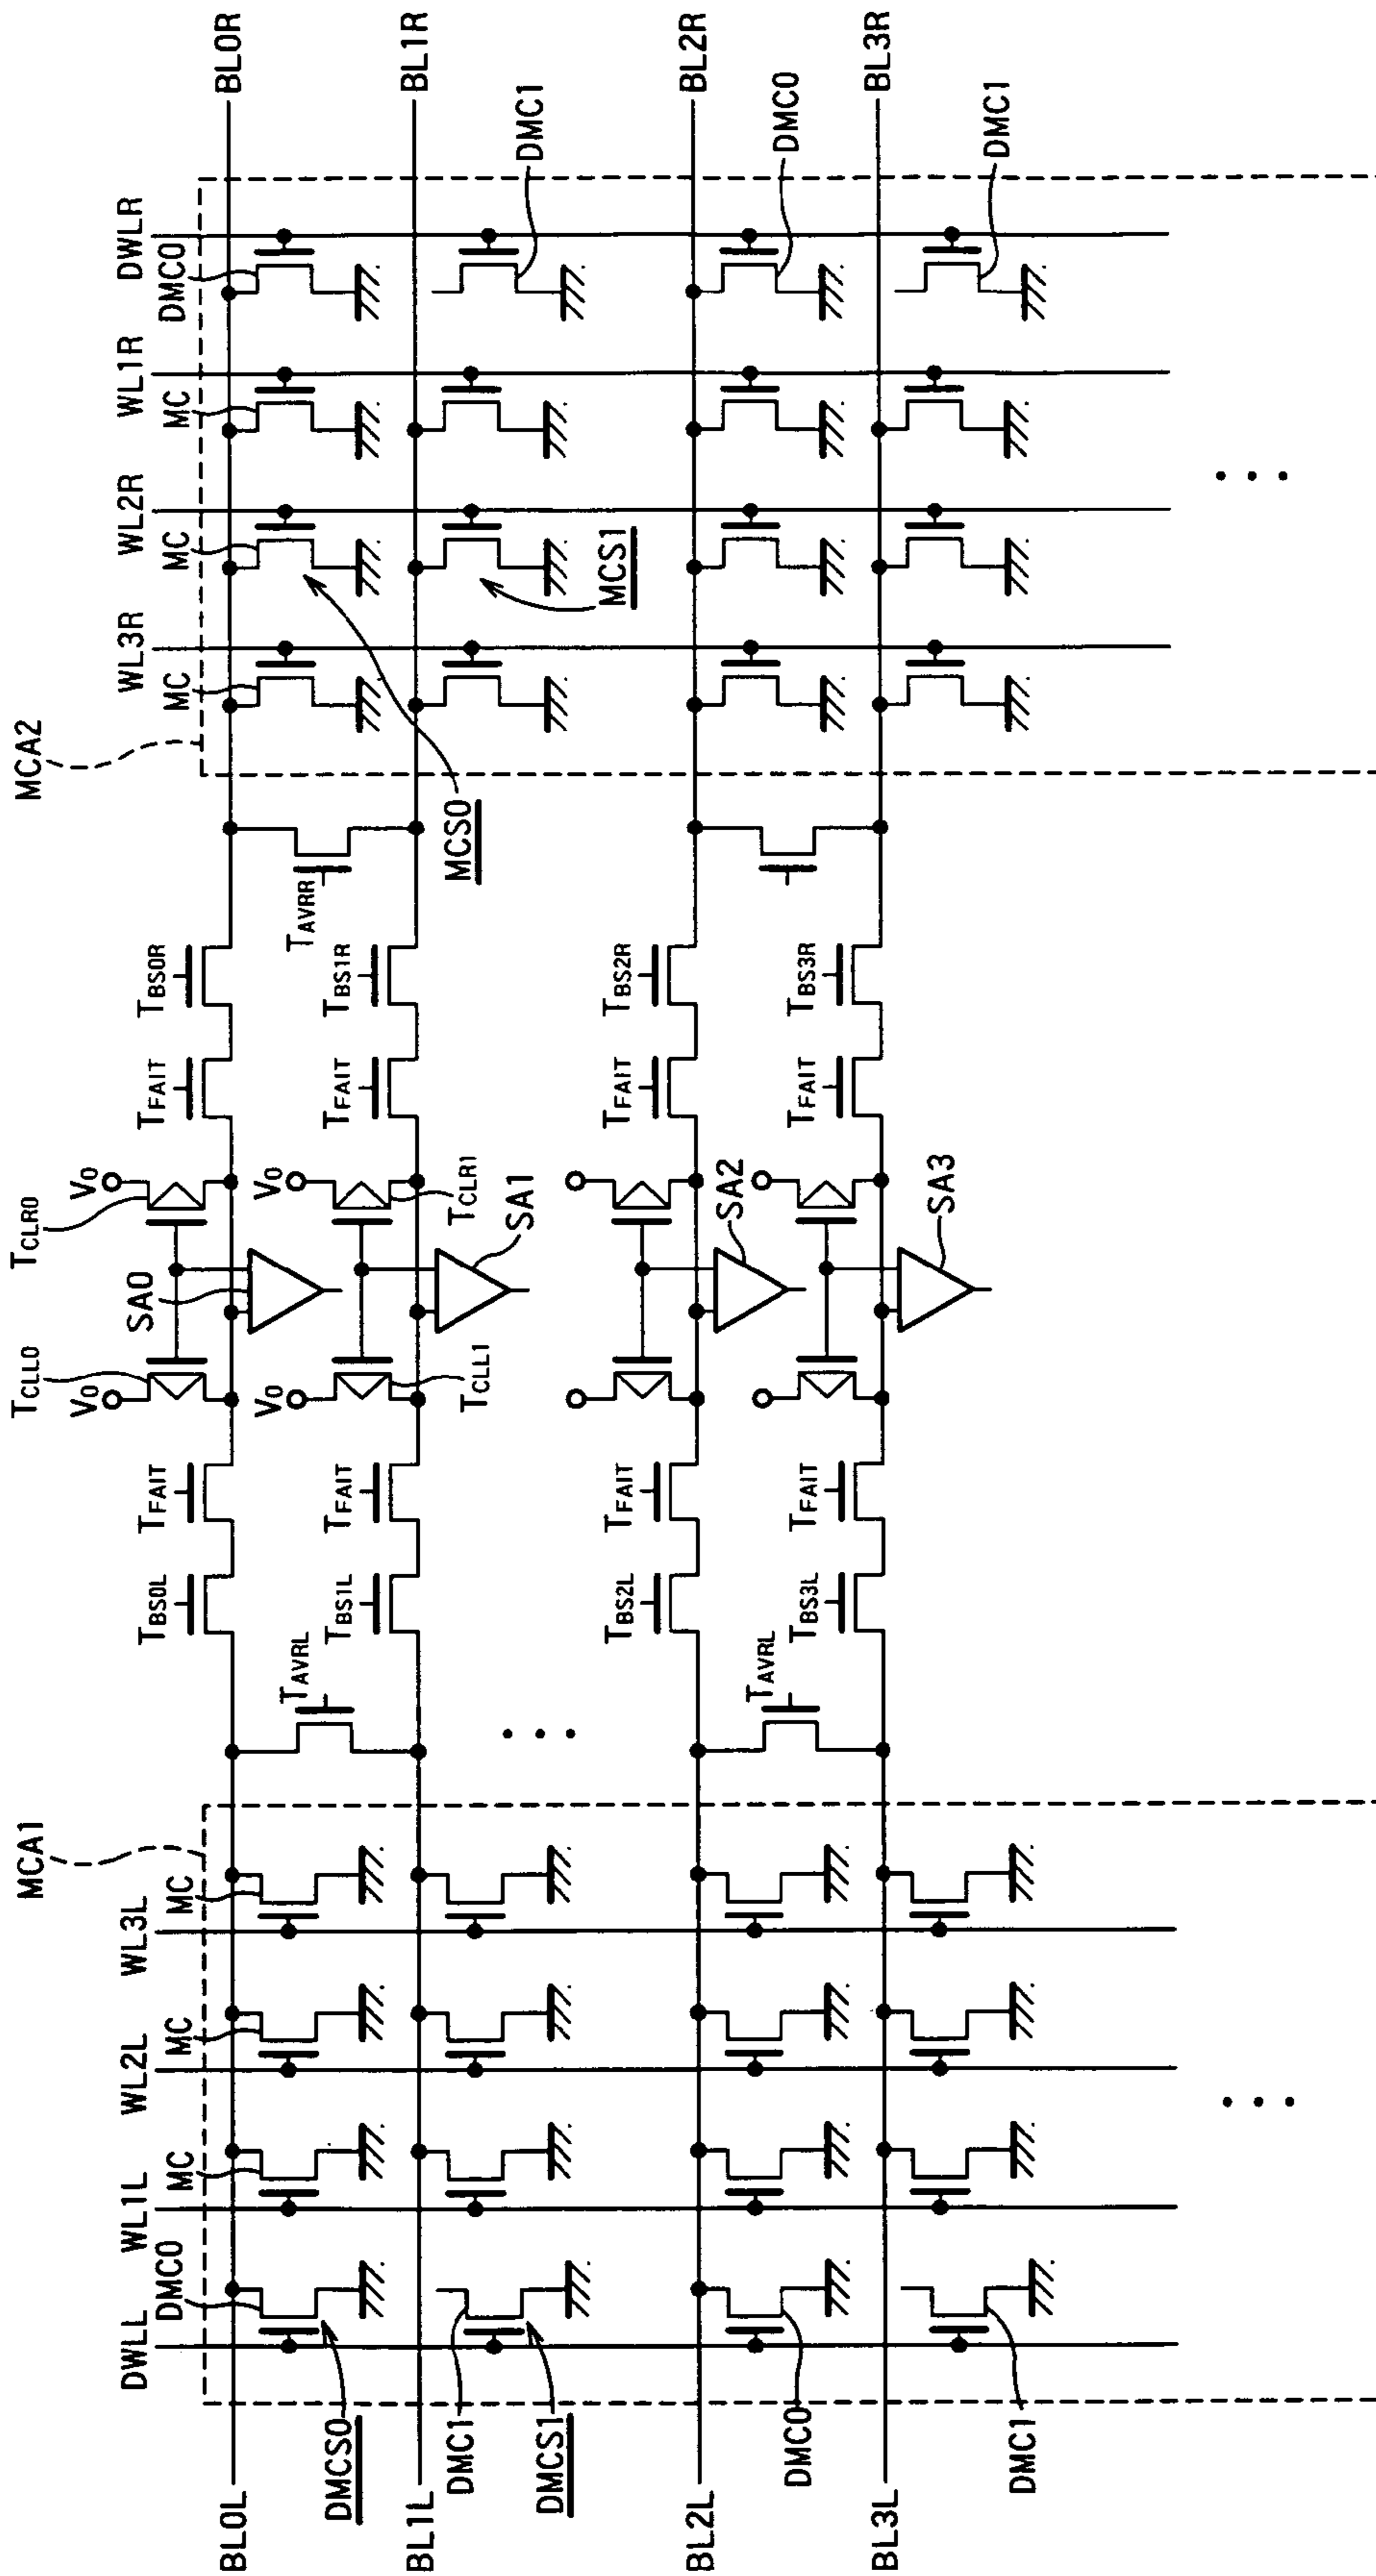 MCA1
MCA2
DWLL
WL1L
WL2L
WL3L
WL3R
WL2R
WL1R
DWLR
DMC0
MC
MC
MC
MC
MC
MC
DMC0
TCLL0
TCLR0
V0
V0
SA0
TBS0L
TFAIT
TFAIT
TBS0R
BL0L
BL0R
DMCS0
TAVRL
TAVRR
V0
V0
TBS1L
TFAIT
TFAIT
TBS1R
BL1L
BL1R
DMC1
TCLL1
TCLR1
SA1
MCS0
MCS1
DMC1
DMCS1
TBS2L
TFAIT
TFAIT
TBS2R
BL2L
BL2R
DMC0
SA2
DMC0
TAVRL
TBS3L
TFAIT
TFAIT
TBS3R
BL3L
BL3R
SA3
DMC1
DMC1